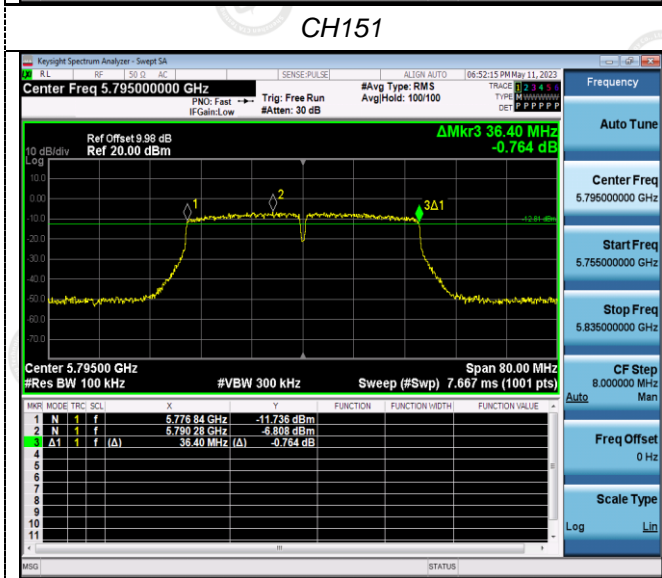 CH151
Keysight Spectrum Analyzer - Swept SA
RL RF 50 Ω AC SENSE:PULSE ALIGN AUTO 06:52:15 PM May 11, 2023
Center Freq 5.795000000 GHz
PNO: Fast
IFGain:Low
Trig: Free Run
#Atten: 30 dB
#Avg Type: RMS
Avg|Hold: 100/100
TRACE 1 2 3 4 5 6
TYPE M W W W W W
DET P P P P P P
Frequency
Auto Tune
Center Freq
5.795000000 GHz
Start Freq
5.755000000 GHz
Stop Freq
5.835000000 GHz
CF Step
8.000000 MHz
Auto Man
Freq Offset
0 Hz
Scale Type
Log Lin
ΔMkr3 36.40 MHz
-0.764 dB
Ref Offset 9.98 dB
10 dB/div Ref 20.00 dBm
Log
10.0
0.00
-10.0
-20.0
-30.0
-40.0
-50.0
-60.0
-70.0
1
2
3Δ1
-12.81 dBm
Center 5.79500 GHz Span 80.00 MHz
#Res BW 100 kHz #VBW 300 kHz Sweep (#Swp) 7.667 ms (1001 pts)
MKR MODE TRC SCL X Y FUNCTION FUNCTION WIDTH FUNCTION VALUE
1 N 1 f 5.776 84 GHz -11.736 dBm
2 N 1 f 5.790 28 GHz -6.808 dBm
3 Δ1 1 f (Δ) 36.40 MHz (Δ) -0.764 dB
4
5
6
7
8
9
10
11
MSG STATUS